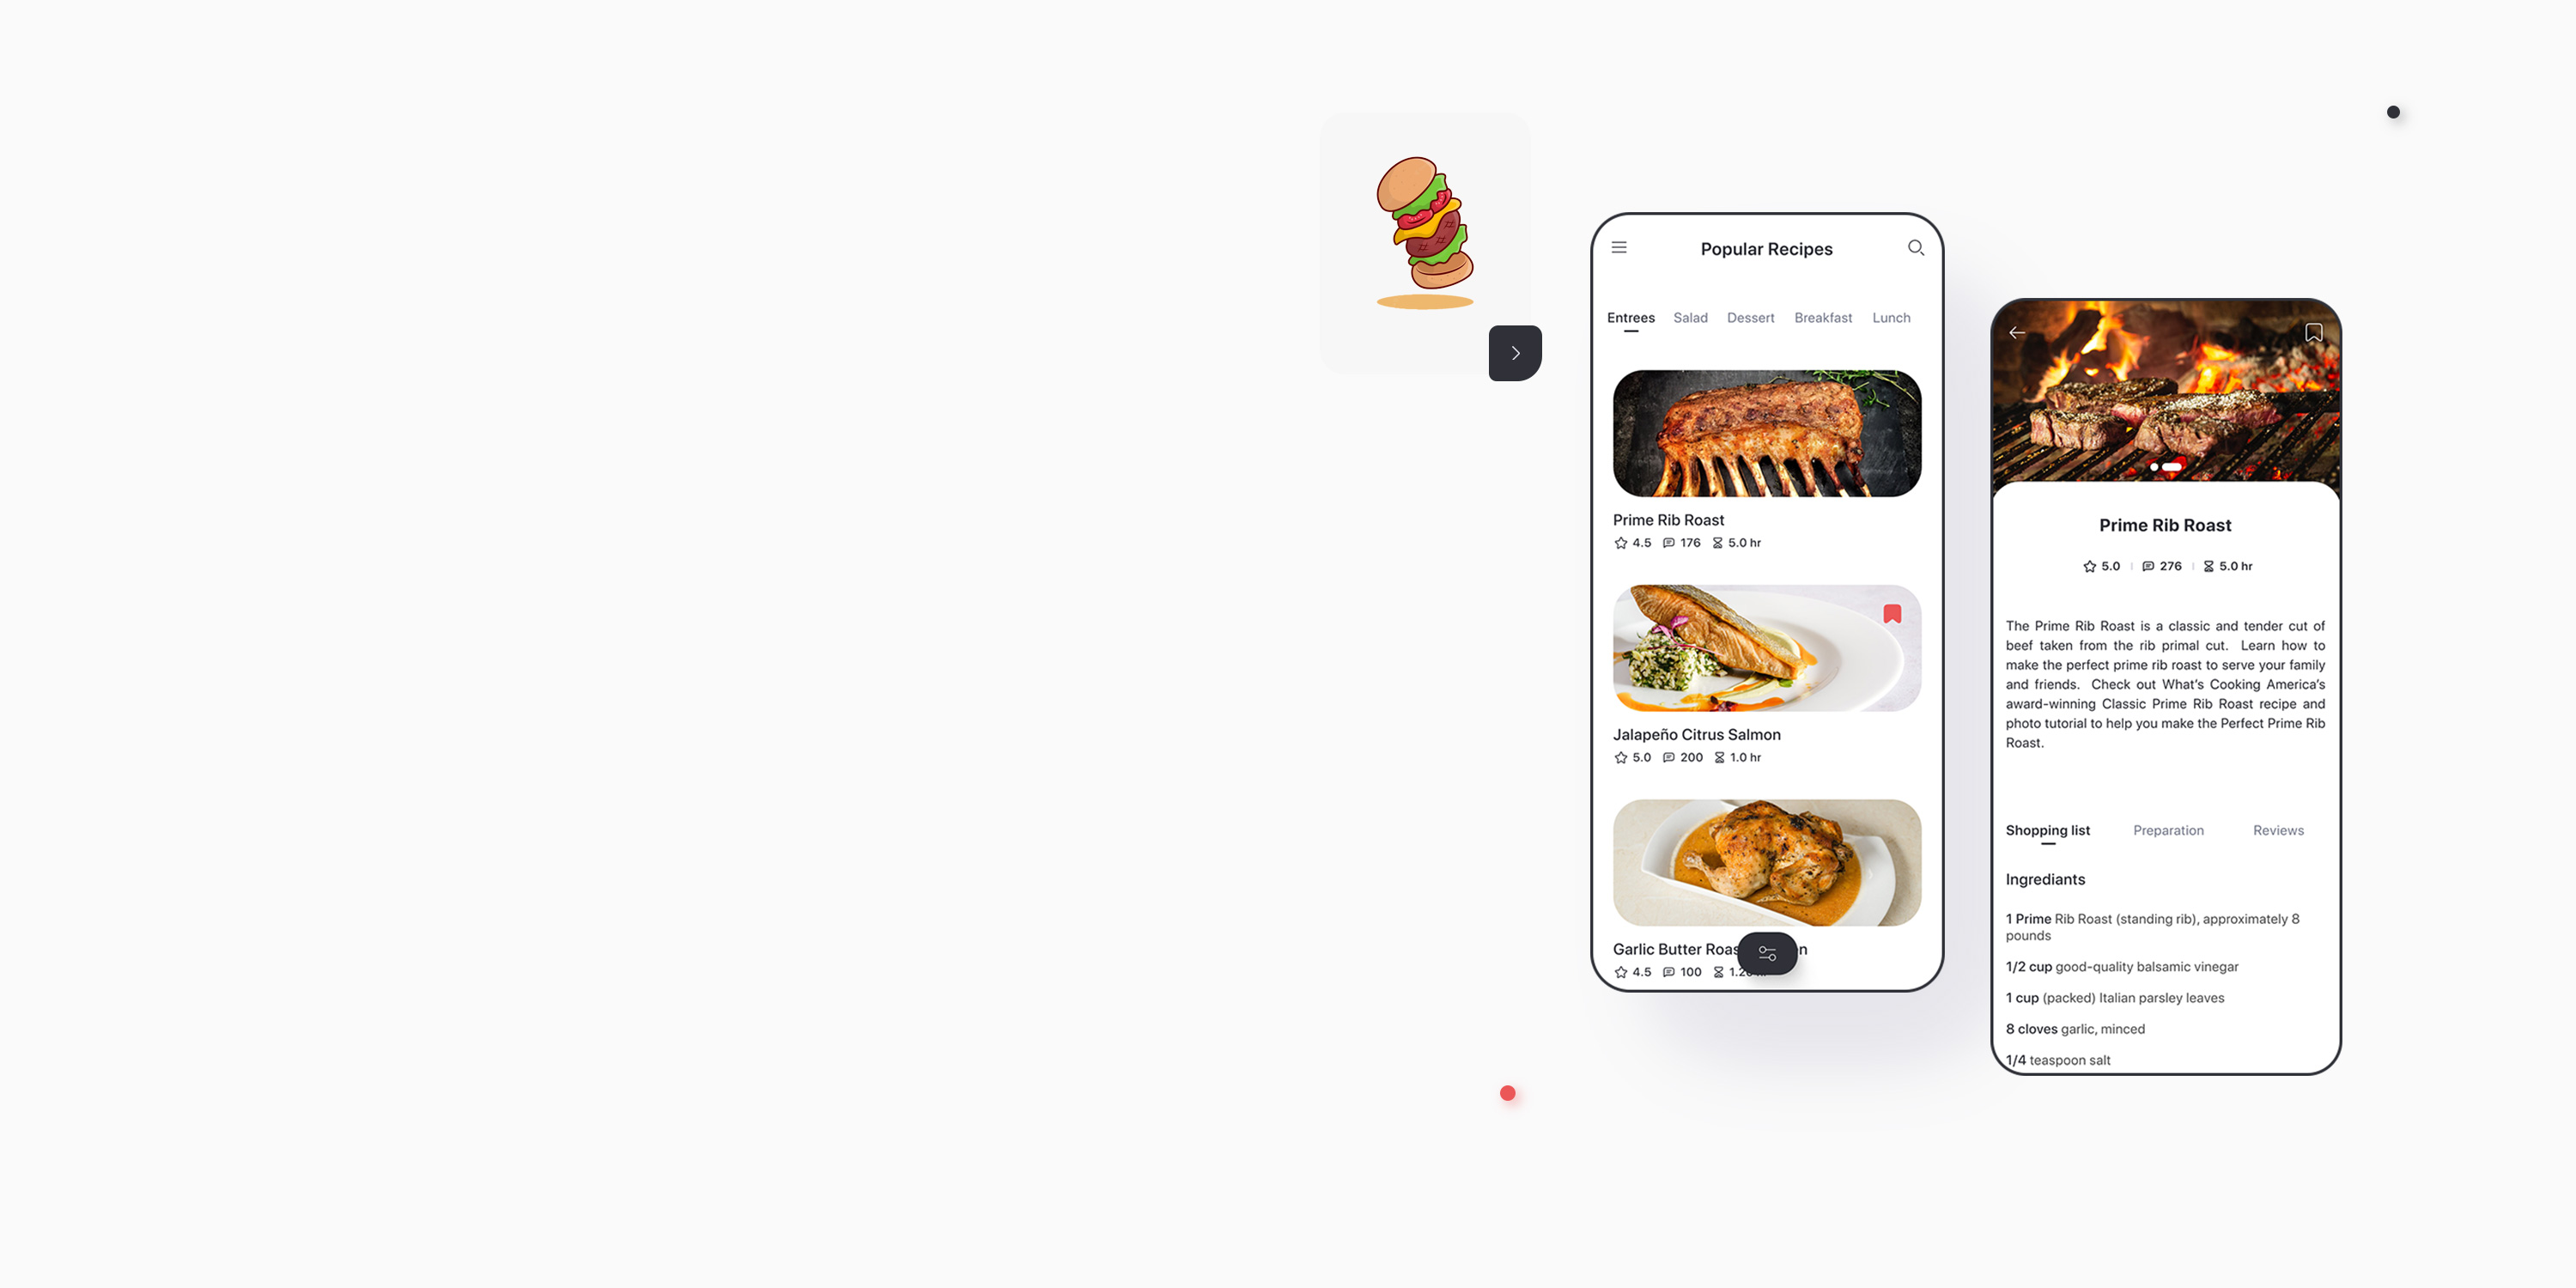 Popular Recipes
Entrees Salad Dessert Breakfast Lunch
Prime Rib Roast
4.5 176 5.0 hr
Jalapeño Citrus Salmon
5.0 200 1.0 hr
Garlic Butter
4.5 100
Prime Rib Roast
5.0 276 5.0 hr
The Prime Rib Roast is a classic and tender cut of
beef taken from the rib primal cut. Learn how to
make the perfect prime rib roast to serve your family
and friends. Check out What's Cooking America's
award-winning Classic Prime Rib Roast recipe and
photo tutorial to help you make the Perfect Prime Rib
Roast.
Shopping list Preparation Reviews
Ingrediants
1 Prime Rib Roast (standing rib), approximately 8
pounds
1/2 cup good-quality balsamic vinegar
1 cup (packed) Italian parsley leaves
8 cloves garlic, minced
1/4 teaspoon salt